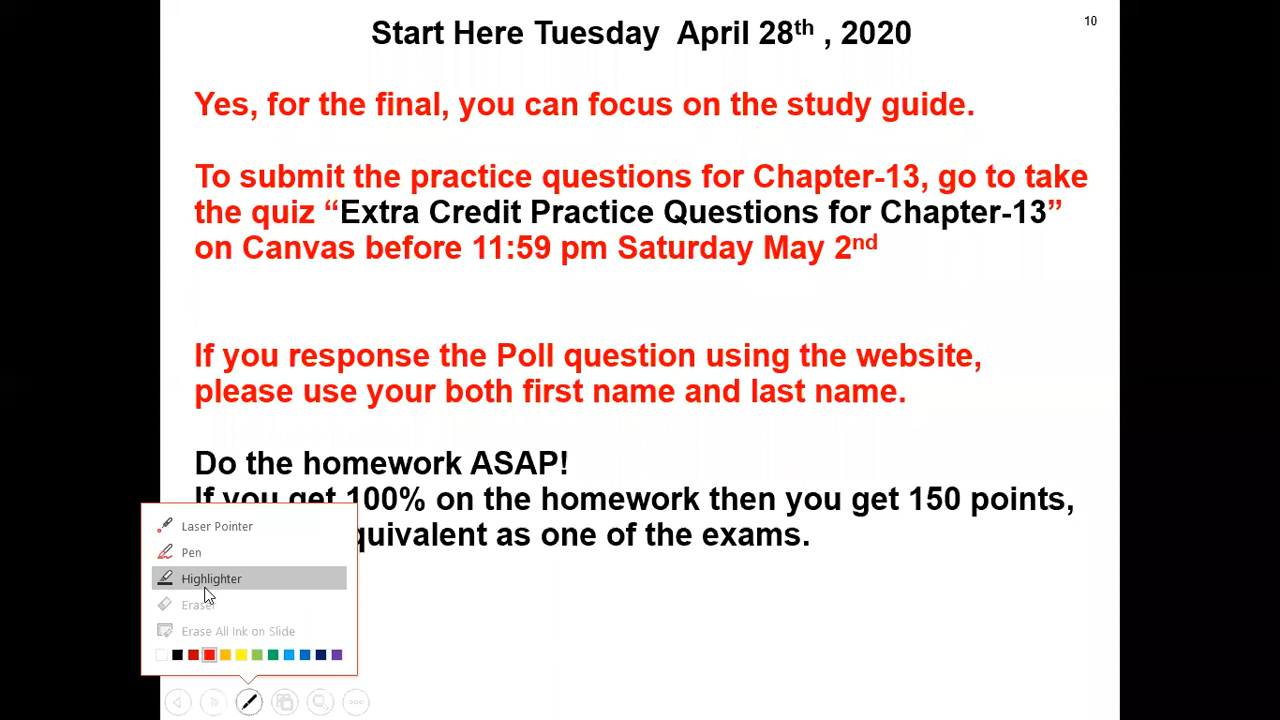 Start Here Tuesday April 28th , 2020
10
Yes, for the final, you can focus on the study guide.
To submit the practice questions for Chapter-13, go to take
the quiz “Extra Credit Practice Questions for Chapter-13”
on Canvas before 11:59 pm Saturday May 2nd
If you response the Poll question using the website,
please use your both first name and last name.
Do the homework ASAP!
If you get 100% on the homework then you get 150 points,
quivalent as one of the exams.
Laser Pointer
Pen
Highlighter
Eraser
Erase All Ink on Slide